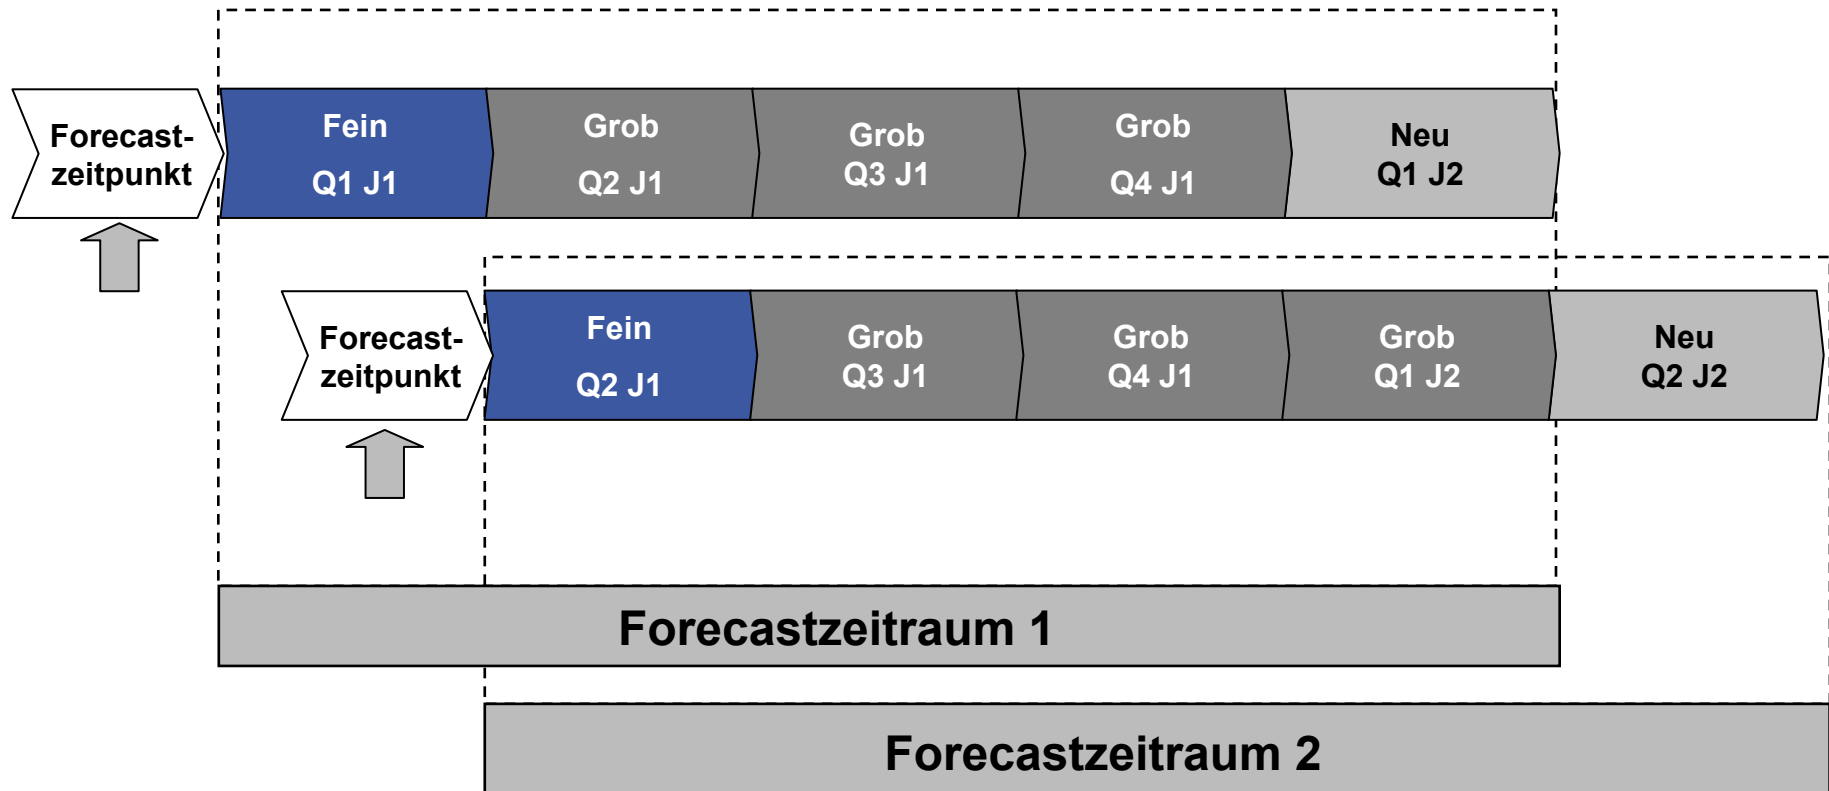 Forecast-
zeitpunkt
Fein
Q1 J1
Grob
Q2 J1
Grob
Q3 J1
Grob
Q4 J1
Neu
Q1 J2
Forecast-
zeitpunkt
Fein
Q2 J1
Grob
Q3 J1
Grob
Q4 J1
Grob
Q1 J2
Neu
Q2 J2
Forecastzeitraum 1
Forecastzeitraum 2